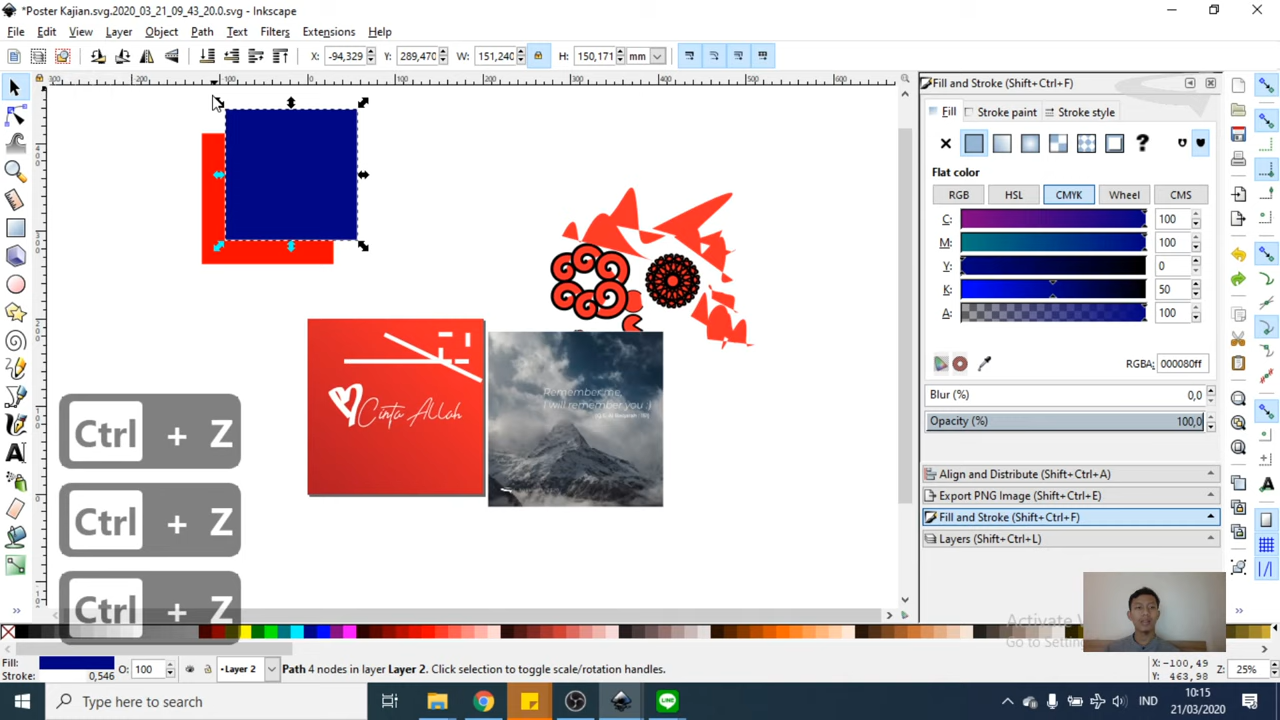 *Poster Kajian.svg.2020_03_21_09_43_20.0.svg - Inkscape
File Edit View Layer Object Path Text Filters Extensions Help
X: -94,329 Y: 289,470 W: 151,240 H: 150,171 mm
Fill and Stroke (Shift+Ctrl+F)
Fill Stroke paint Stroke style
Flat color
RGB HSL CMYK Wheel CMS
C: 100
M: 100
Y: 0
K: 50
A: 100
RGBA: 000080ff
Blur (%) 0,0
Opacity (%) 100,0
Align and Distribute (Shift+Ctrl+A)
Export PNG Image (Shift+Ctrl+E)
Fill and Stroke (Shift+Ctrl+F)
Layers (Shift+Ctrl+L)
Cinta Allah
Remember me,
I will remember you :)
Ctrl + Z
Ctrl + Z
Ctrl + Z
Activate
Go to Setti
Fill:
Stroke: 0,546
O: 100
Layer 2
Path 4 nodes in layer Layer 2. Click selection to toggle scale/rotation handles.
X: -100,49
Y: 463,98
Z: 25%
Type here to search
IND
10:15
21/03/2020